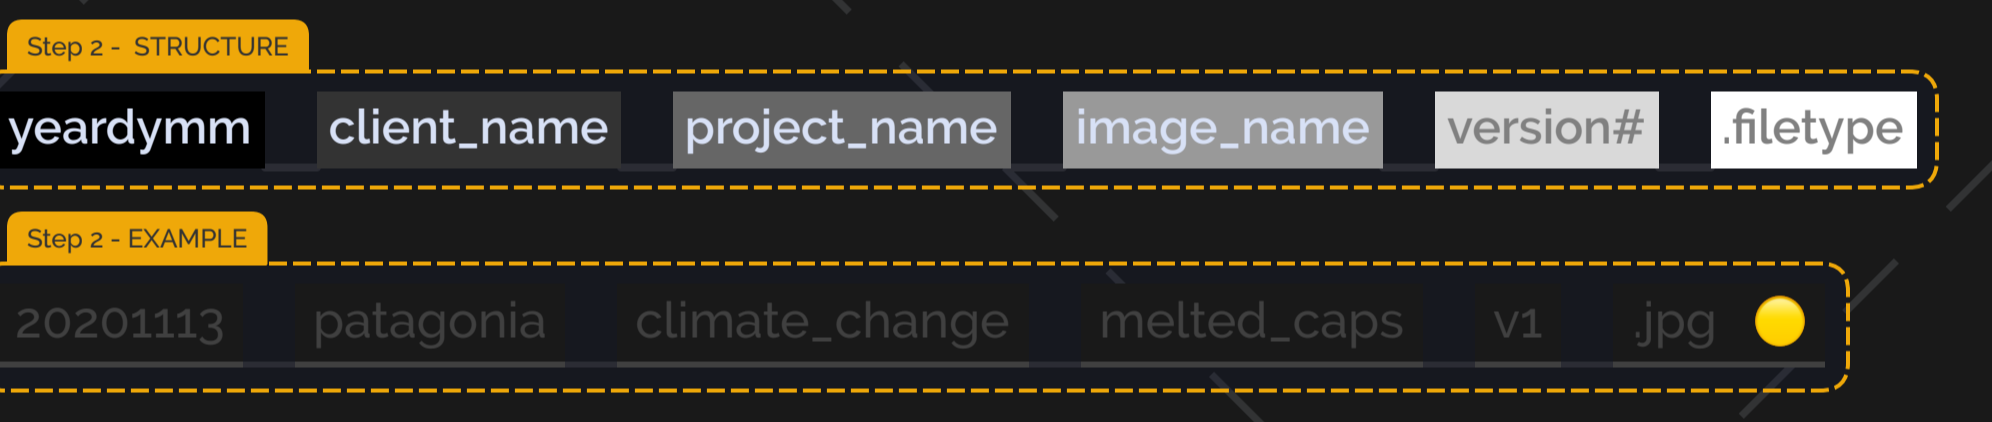 Step 2 - STRUCTURE
yeardymm client_name project_name image_name version# .filetype
Step 2 - EXAMPLE
20201113 patagonia climate_change melted_caps v1 .jpg